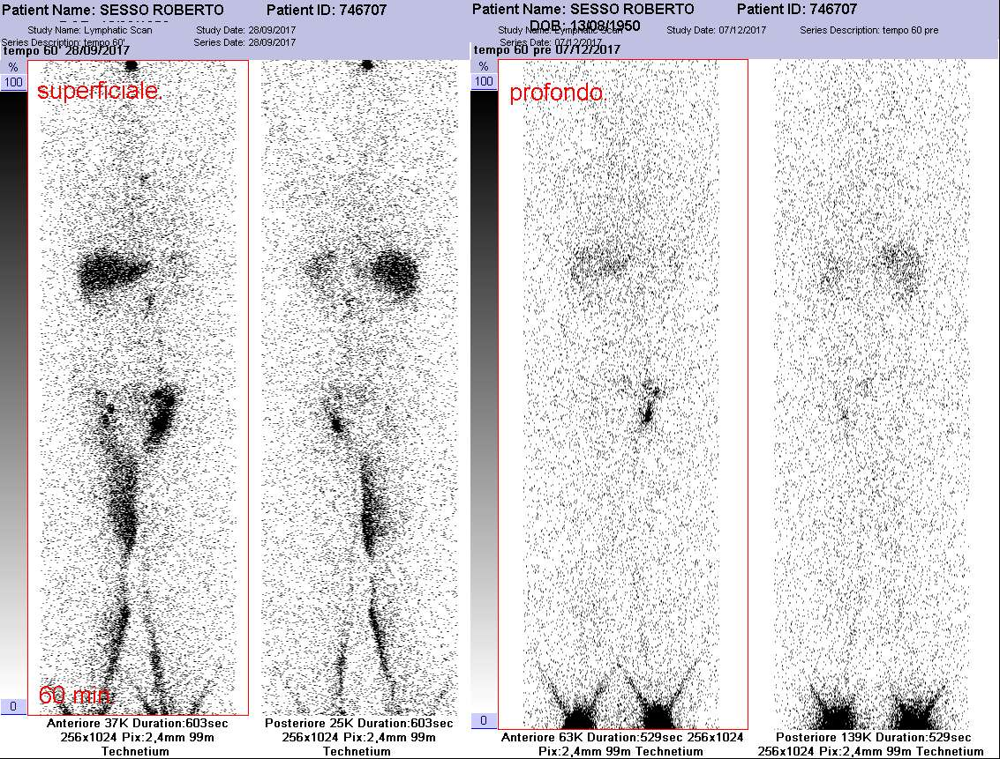 Patient Name: SESSO ROBERTO Patient ID: 746707
Study Name: Lymphatic Scan Study Date: 28/09/2017
Series Description: tempo 60' Series Date: 28/09/2017
tempo 60' 28/09/2017
%
100
superficiale.
60 min.
0
Anteriore 37K Duration:603sec
256x1024 Pix:2,4mm 99m
Technetium
Posteriore 25K Duration:603sec
256x1024 Pix:2,4mm 99m
Technetium
Patient Name: SESSO ROBERTO Patient ID: 746707
DOB: 13/08/1950
Study Name: Lymphatic Scan Study Date: 07/12/2017 Series Description: tempo 60 pre
Series Date: 07/12/2017
tempo 60 pre 07/12/2017
%
100
profondo.
0
Anteriore 63K Duration:529sec 256x1024
Pix:2,4mm 99m Technetium
Posteriore 139K Duration:529sec
256x1024 Pix:2,4mm 99m Technetium